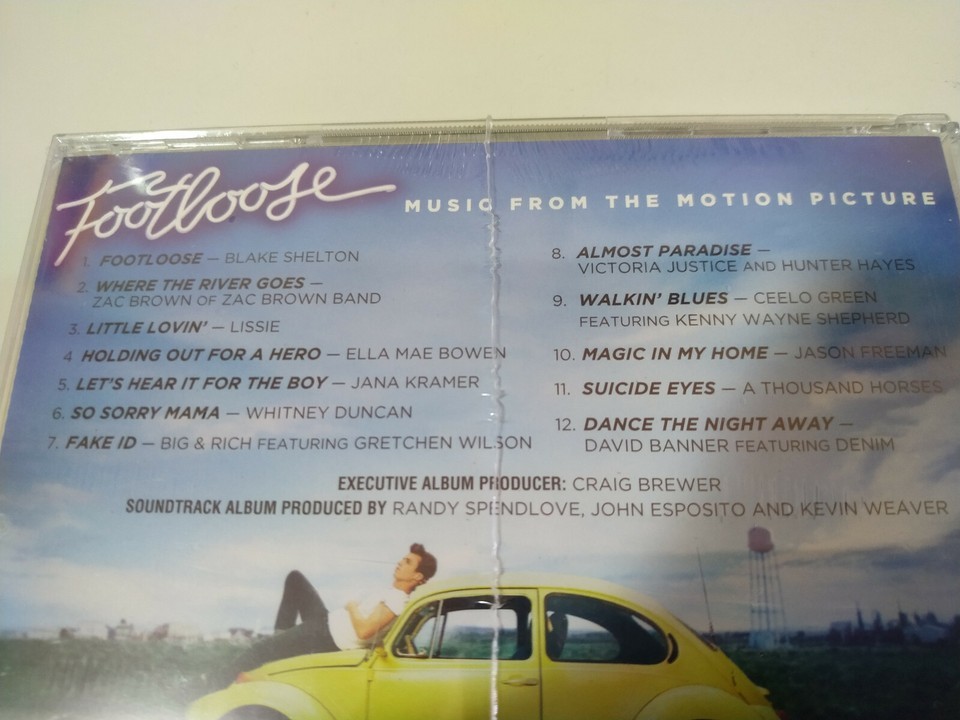 Footloose
MUSIC FROM THE MOTION PICTURE
1. FOOTLOOSE — BLAKE SHELTON
2. WHERE THE RIVER GOES —
ZAC BROWN OF ZAC BROWN BAND
3. LITTLE LOVIN' — LISSIE
4 HOLDING OUT FOR A HERO — ELLA MAE BOWEN
5. LET'S HEAR IT FOR THE BOY — JANA KRAMER
6. SO SORRY MAMA — WHITNEY DUNCAN
7. FAKE ID — BIG & RICH FEATURING GRETCHEN WILSON
8. ALMOST PARADISE —
VICTORIA JUSTICE AND HUNTER HAYES
9. WALKIN' BLUES — CEELO GREEN
FEATURING KENNY WAYNE SHEPHERD
10. MAGIC IN MY HOME — JASON FREEMAN
11. SUICIDE EYES — A THOUSAND HORSES
12. DANCE THE NIGHT AWAY —
DAVID BANNER FEATURING DENIM
EXECUTIVE ALBUM PRODUCER: CRAIG BREWER
SOUNDTRACK ALBUM PRODUCED BY RANDY SPENDLOVE, JOHN ESPOSITO AND KEVIN WEAVER